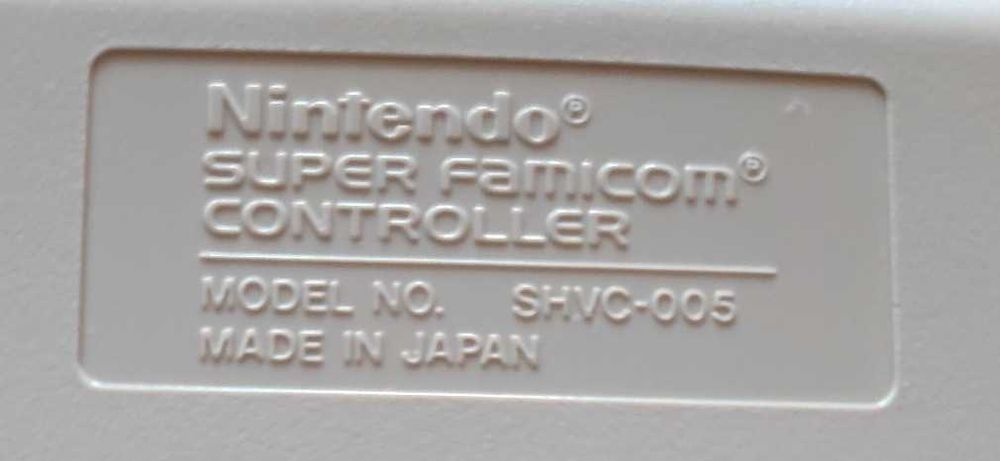 Nintendo®
SUPER Famicom®
CONTROLLER
MODEL NO. SHVC-005
MADE IN JAPAN